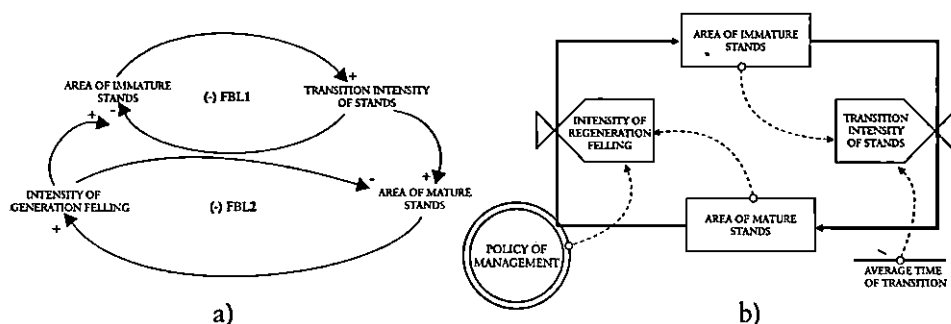 AREA OF IMMATURE
STANDS
(-) FBL1
+
TRANSITION INTENSITY
OF STANDS
+
-
INTENSITY OF
GENERATION FELLING
+
(-) FBL2
-
+
AREA OF MATURE
STANDS
a)
AREA OF IMMATURE
STANDS
INTENSITY OF
REGENERATION
FELLING
TRANSITION
INTENSITY
OF STANDS
AREA OF MATURE
STANDS
POLICY OF
MANAGEMENT
AVERAGE TIME
OF TRANSITION
b)